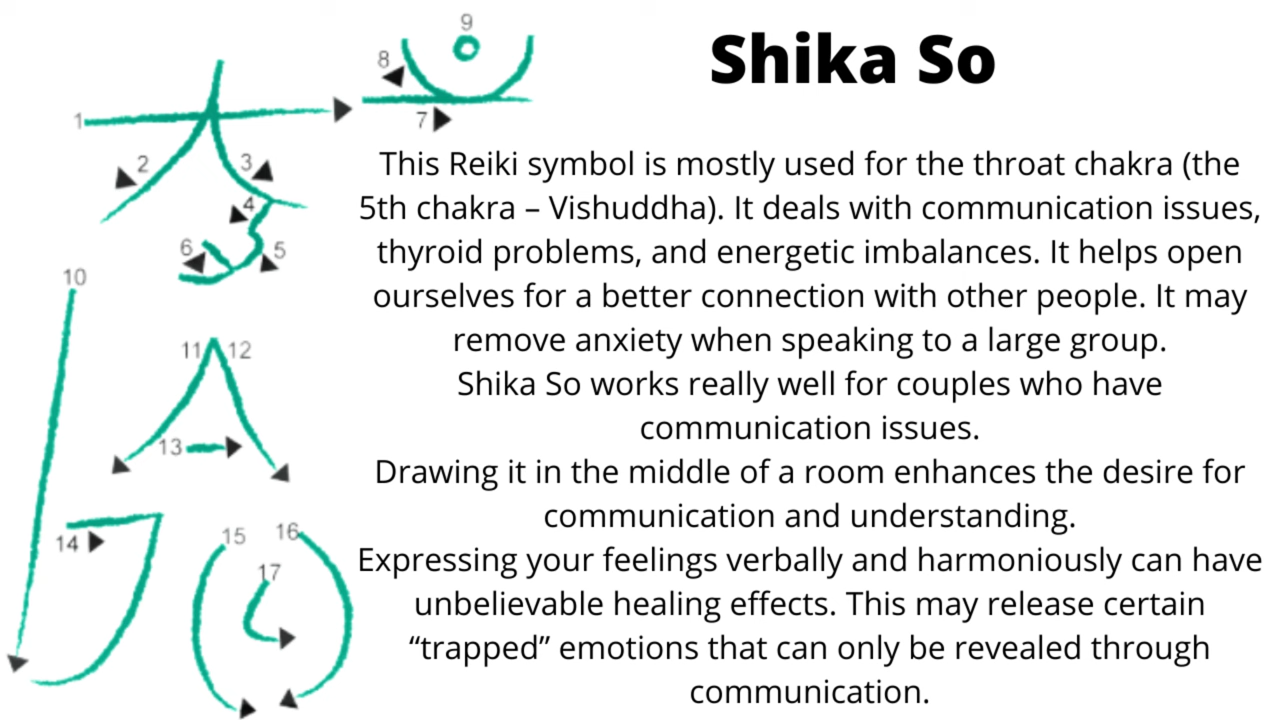 Shika So
This Reiki symbol is mostly used for the throat chakra (the
5th chakra – Vishuddha). It deals with communication issues,
thyroid problems, and energetic imbalances. It helps open
ourselves for a better connection with other people. It may
remove anxiety when speaking to a large group.
Shika So works really well for couples who have
communication issues.
Drawing it in the middle of a room enhances the desire for
communication and understanding.
Expressing your feelings verbally and harmoniously can have
unbelievable healing effects. This may release certain
“trapped” emotions that can only be revealed through
communication.
1
2
3
4
5
6
7
8
9
10
11
12
13
14
15
16
17